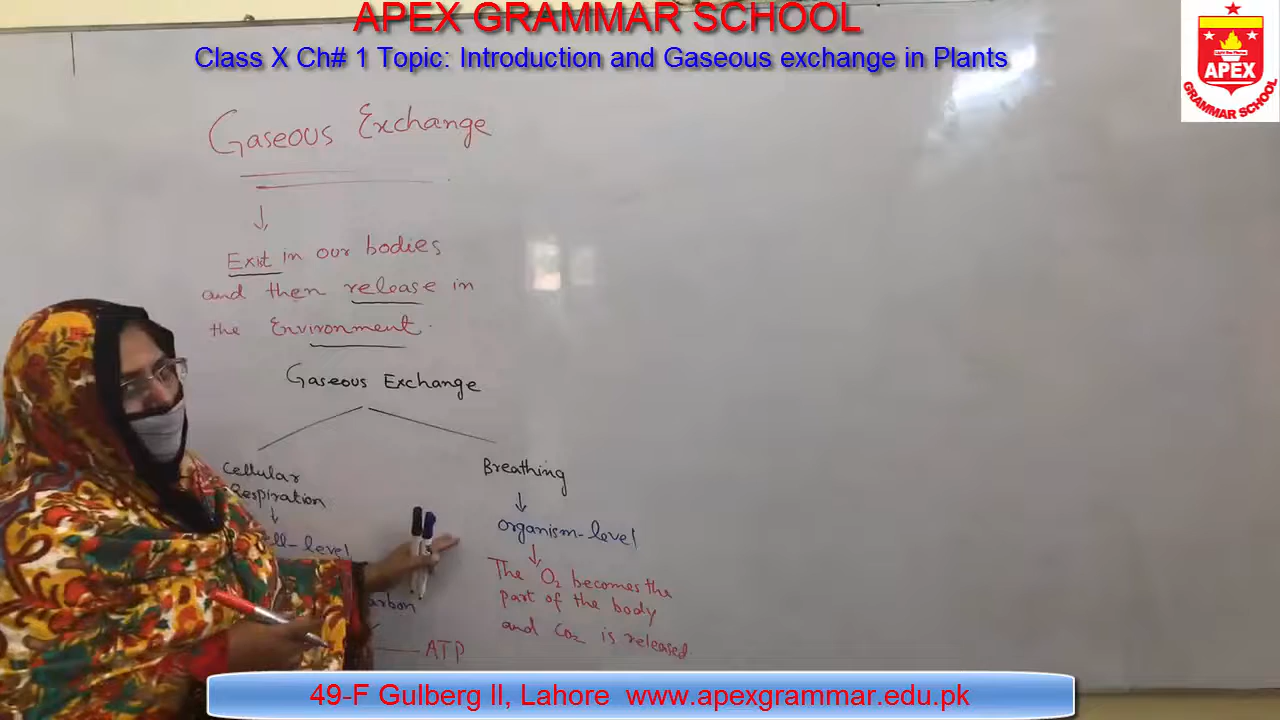 APEX GRAMMAR SCHOOL
Class X Ch# 1 Topic: Introduction and Gaseous exchange in Plants
APEX
GRAMMAR SCHOOL
Gaseous Exchange
Exist in our bodies
and then release in
the Environment.
Gaseous Exchange
Cellular
Respiration
Breathing
ell-level
organism-level
The O2 becomes the
part of the body
and CO2 is released
arbon
ATP
49-F Gulberg II, Lahore www.apexgrammar.edu.pk